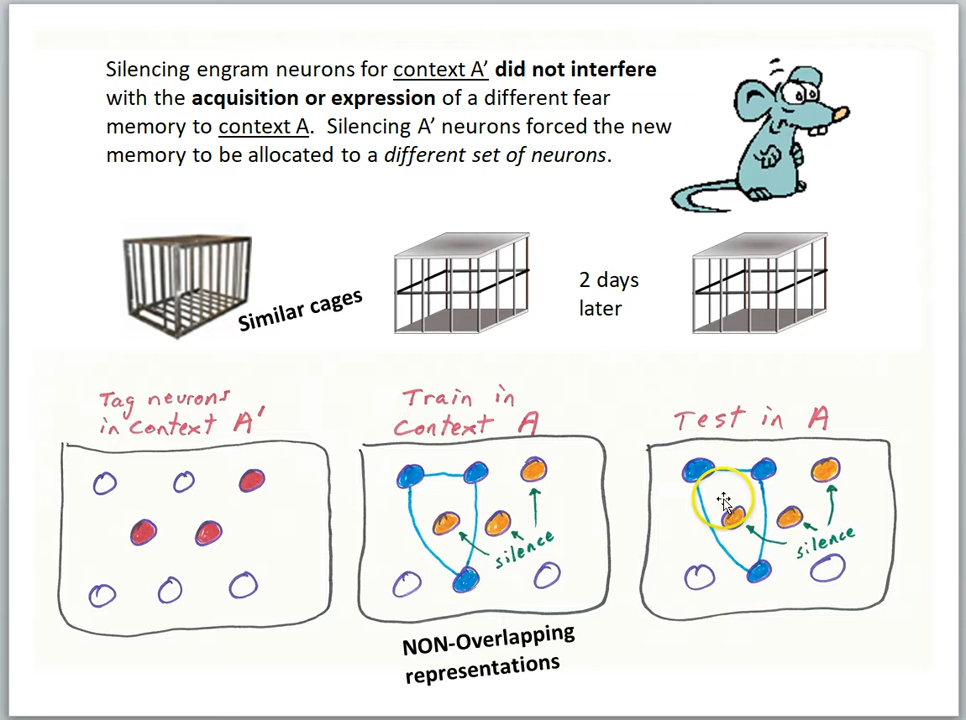 Silencing engram neurons for context A’ did not interfere
with the acquisition or expression of a different fear
memory to context A.  Silencing A’ neurons forced the new
memory to be allocated to a different set of neurons.
Similar cages
2 days
later
Tag neurons
in context A'
Train in
Context A
Test in A
silence
silence
NON-Overlapping
representations